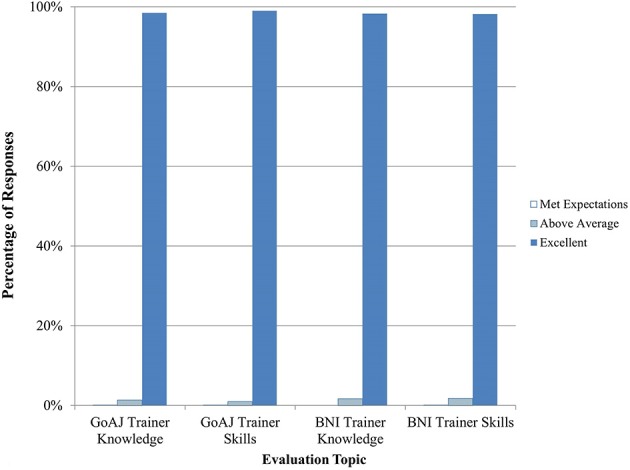 100%
80%
60%
40%
20%
0%
Percentage of Responses
GoAJ Trainer
Knowledge
GoAJ Trainer
Skills
BNI Trainer
Knowledge
BNI Trainer Skills
Evaluation Topic
Met Expectations
Above Average
Excellent